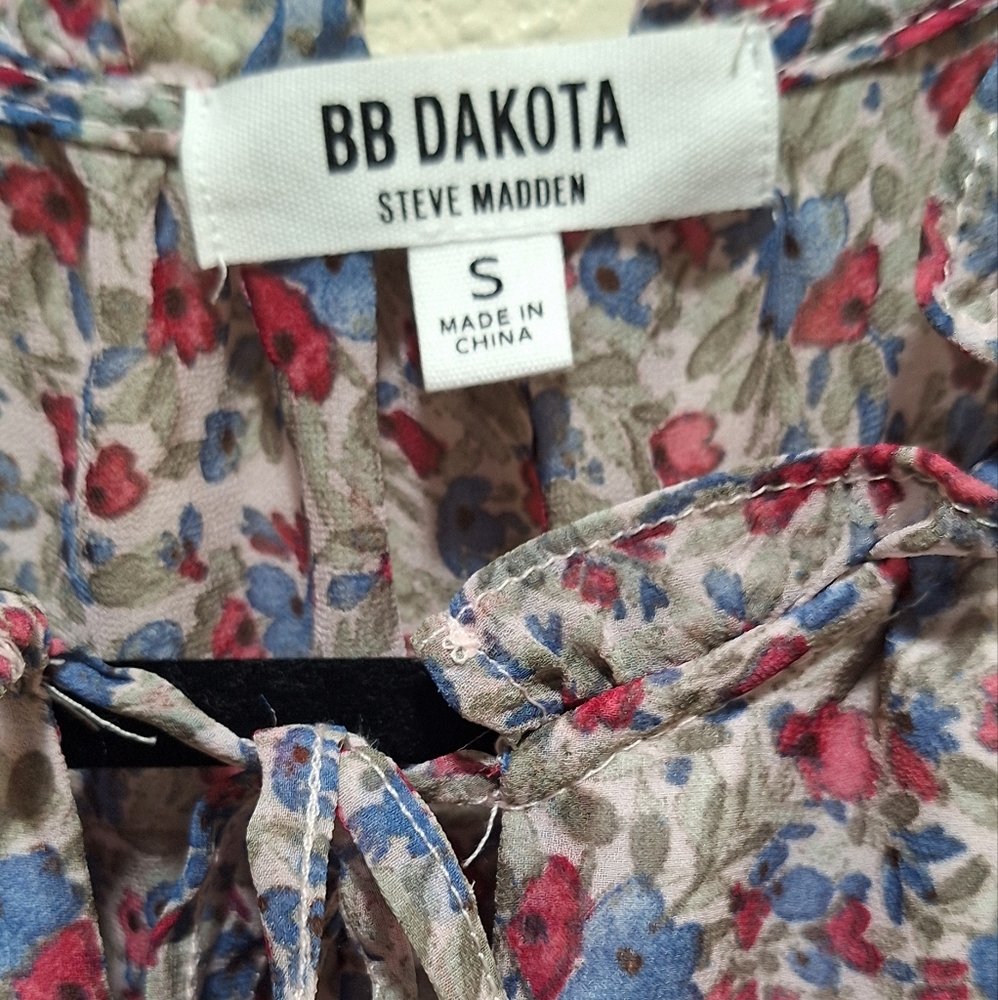 BB DAKOTA
STEVE MADDEN
S
MADE IN
CHINA